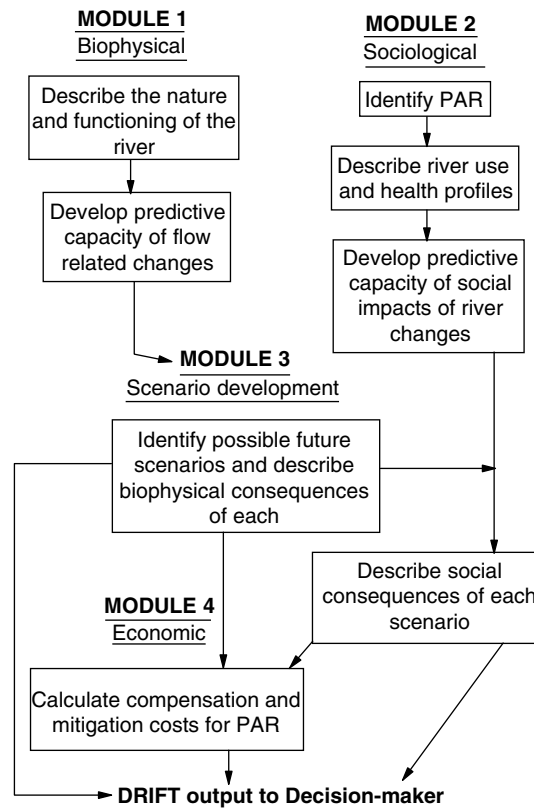 MODULE 1
Biophysical
Describe the nature
and functioning of the
river
Develop predictive
capacity of flow
related changes
MODULE 2
Sociological
Identify PAR
Describe river use
and health profiles
Develop predictive
capacity of social
impacts of river
changes
MODULE 3
Scenario development
Identify possible future
scenarios and describe
biophysical consequences
of each
Describe social
consequences of each
scenario
MODULE 4
Economic
Calculate compensation and
mitigation costs for PAR
DRIFT output to Decision-maker